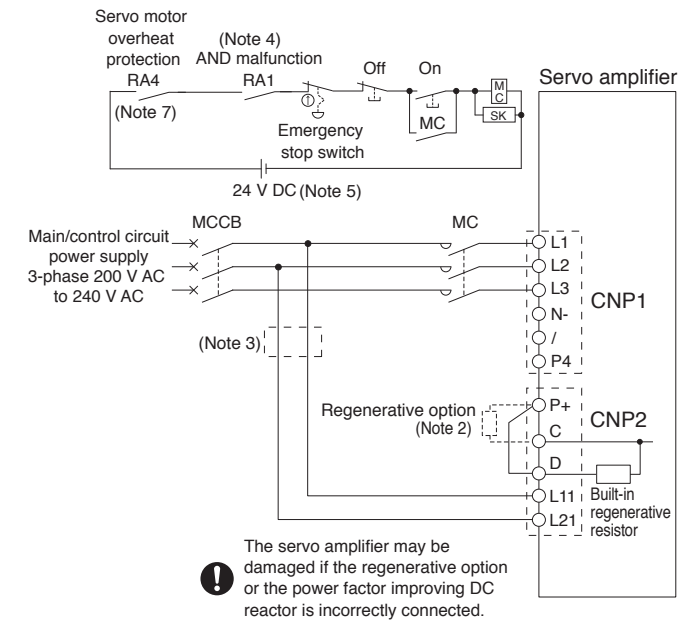 Servo motor
overheat
protection
RA4
(Note 7)
(Note 4)
AND malfunction
RA1
Emergency
stop switch
Off
On
MC
M
C
SK
24 V DC (Note 5)
Servo amplifier
Main/control circuit
power supply
3-phase 200 V AC
to 240 V AC
MCCB
MC
L1
L2
L3
N-
/
P4
CNP1
(Note 3)
Regenerative option
(Note 2)
P+
C
D
L11
L21
CNP2
Built-in
regenerative
resistor
The servo amplifier may be
damaged if the regenerative option
or the power factor improving DC
reactor is incorrectly connected.